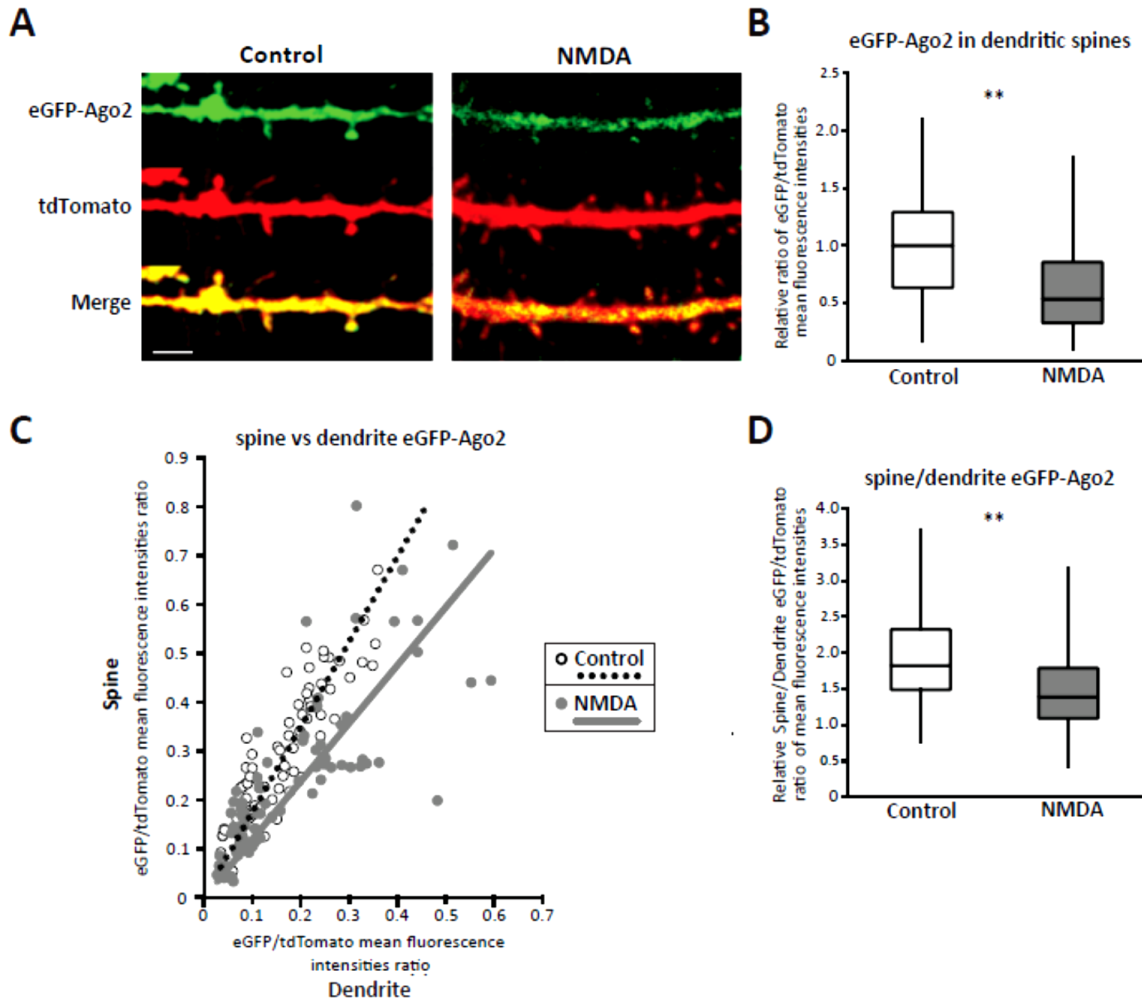 A
Control
NMDA
eGFP-Ago2
tdTomato
Merge
B
eGFP-Ago2 in dendritic spines
Relative ratio of eGFP/tdTomato
mean fluorescence intensities
2.5
2.0
1.5
1.0
0.5
0
**
Control
NMDA
C
spine vs dendrite eGFP-Ago2
Spine
eGFP/tdTomato mean fluorescence intensities ratio
0.9
0.8
0.7
0.6
0.5
0.4
0.3
0.2
0.1
0
0 0.1 0.2 0.3 0.4 0.5 0.6 0.7
eGFP/tdTomato mean fluorescence
intensities ratio
Dendrite
Control
NMDA
D
spine/dendrite eGFP-Ago2
Relative Spine/Dendrite eGFP/tdTomato
ratio of mean fluorescence intensities
4.0
3.5
3.0
2.5
2.0
1.5
1.0
0.5
0
**
Control
NMDA